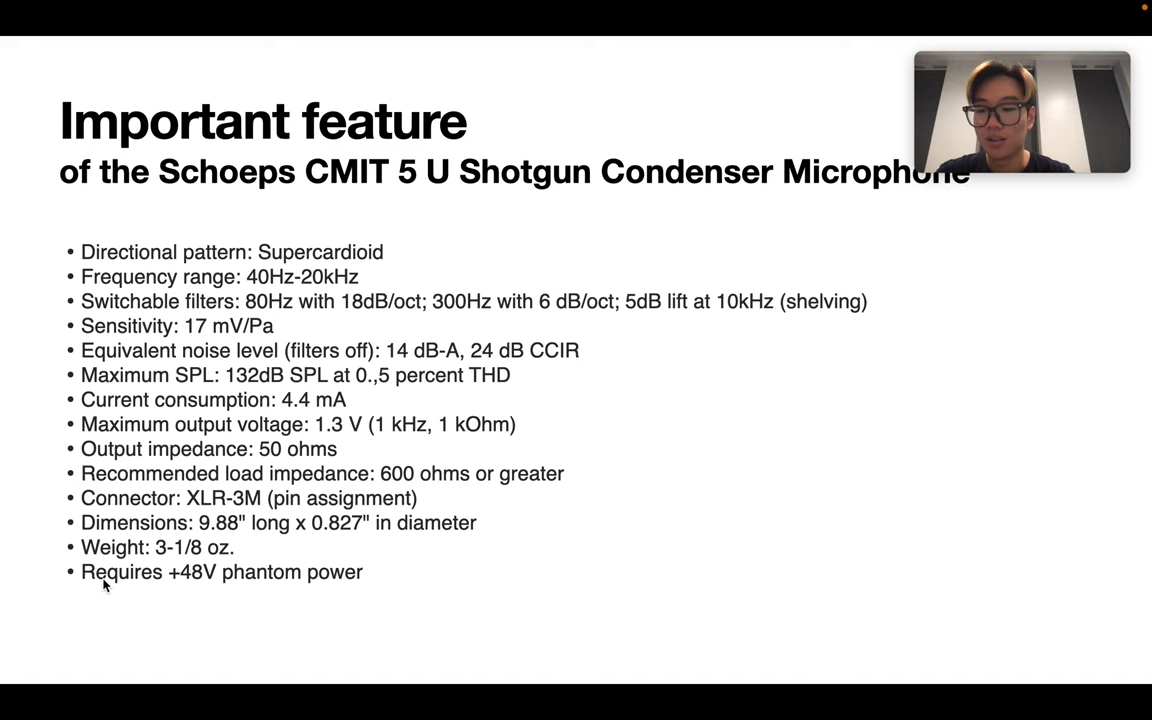 Important feature
of the Schoeps CMIT 5 U Shotgun Condenser Microphone
• Directional pattern: Supercardioid
• Frequency range: 40Hz-20kHz
• Switchable filters: 80Hz with 18dB/oct; 300Hz with 6 dB/oct; 5dB lift at 10kHz (shelving)
• Sensitivity: 17 mV/Pa
• Equivalent noise level (filters off): 14 dB-A, 24 dB CCIR
• Maximum SPL: 132dB SPL at 0.,5 percent THD
• Current consumption: 4.4 mA
• Maximum output voltage: 1.3 V (1 kHz, 1 kOhm)
• Output impedance: 50 ohms
• Recommended load impedance: 600 ohms or greater
• Connector: XLR-3M (pin assignment)
• Dimensions: 9.88" long x 0.827" in diameter
• Weight: 3-1/8 oz.
• Requires +48V phantom power